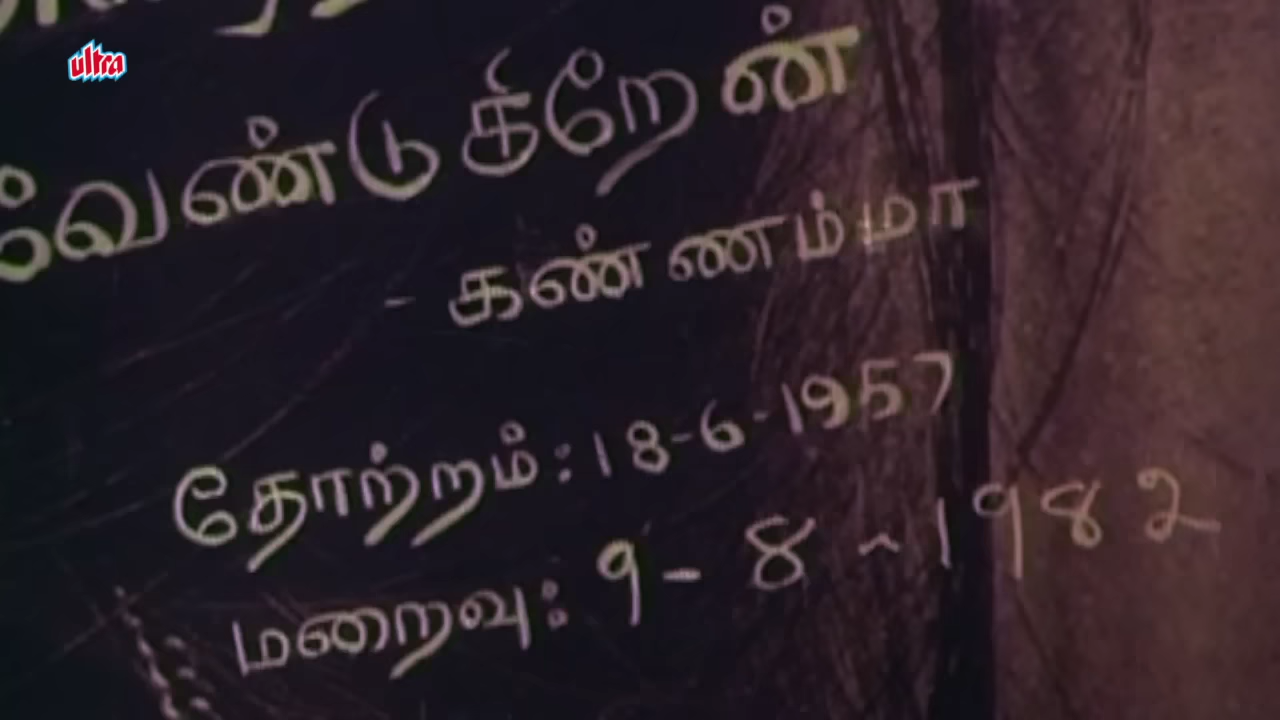 ultra
வேண்டுகிறேன்
- கண்ணம்மா
தோற்றம்: 18-6-1957
மறைவு: 9-8-1982